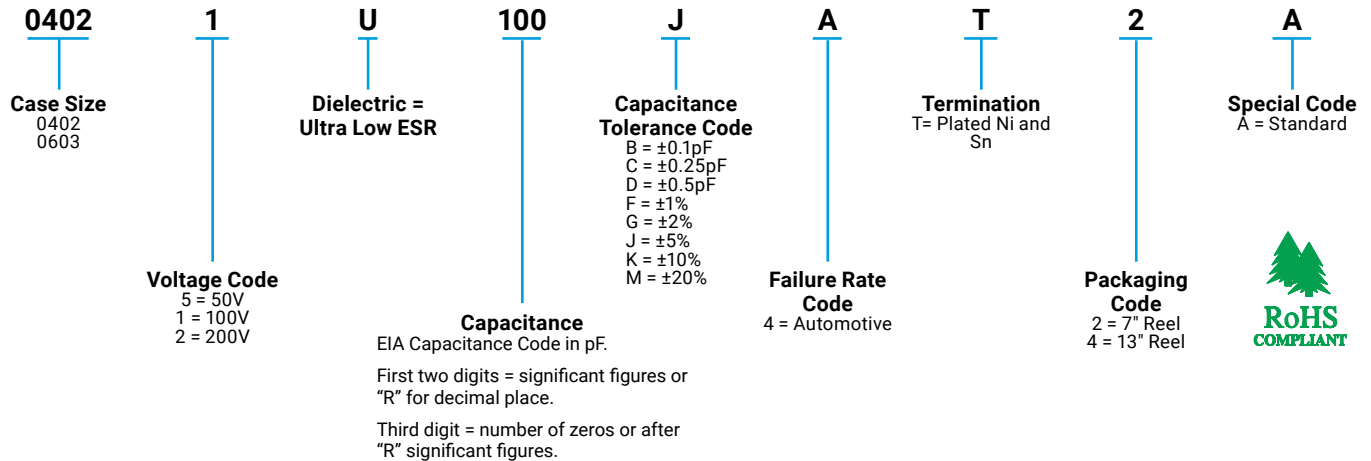 0402 1 U 100 J A T 2 A
Case Size
0402
0603
Voltage Code
5 = 50V
1 = 100V
2 = 200V
Dielectric =
Ultra Low ESR
Capacitance
EIA Capacitance Code in pF.
First two digits = significant figures or
“R” for decimal place.
Third digit = number of zeros or after
“R” significant figures.
Capacitance
Tolerance Code
B = ±0.1pF
C = ±0.25pF
D = ±0.5pF
F = ±1%
G = ±2%
J = ±5%
K = ±10%
M = ±20%
Failure Rate
Code
4 = Automotive
Termination
T= Plated Ni and
Sn
Packaging
Code
2 = 7" Reel
4 = 13" Reel
Special Code
A = Standard
RoHS
COMPLIANT